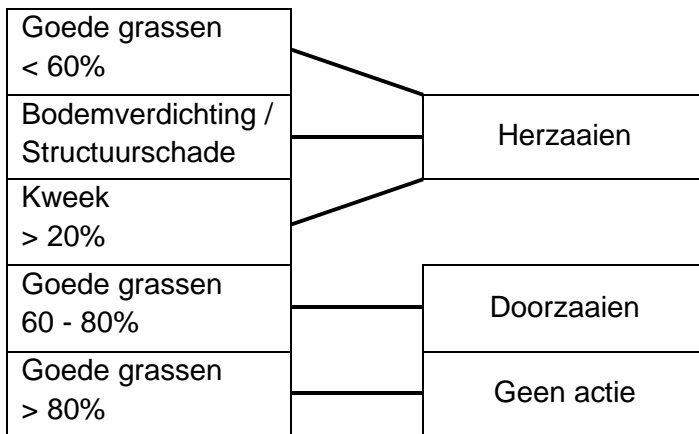 Goede grassen
< 60%
Bodemverdichting /
Structuurschade
Herzaaien
Kweek
> 20%
Goede grassen
60 - 80%
Doorzaaien
Goede grassen
> 80%
Geen actie